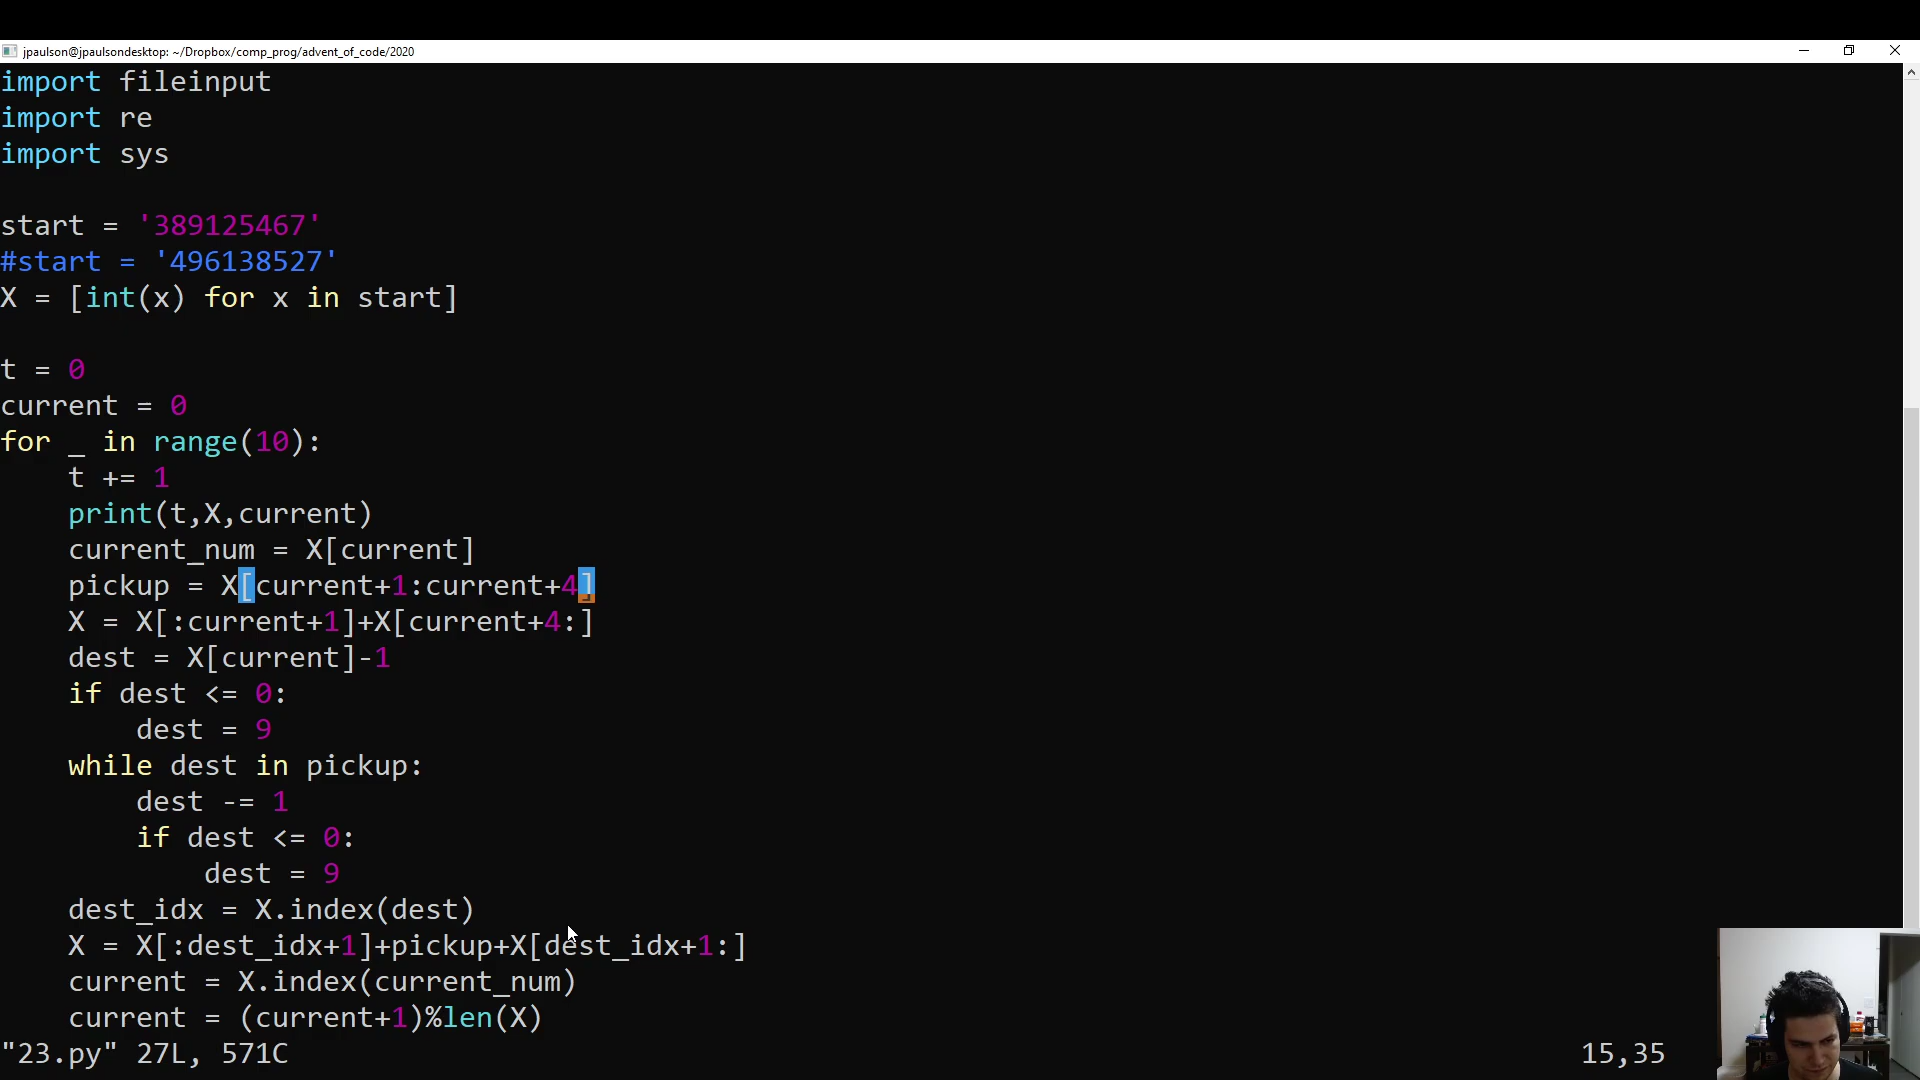 jpaulson@jpaulsondesktop: ~/Dropbox/comp_prog/advent_of_code/2020
import fileinput
import re
import sys

start = '389125467'
#start = '496138527'
X = [int(x) for x in start]

t = 0
current = 0
for _ in range(10):
    t += 1
    print(t,X,current)
    current_num = X[current]
    pickup = X[current+1:current+4]
    X = X[:current+1]+X[current+4:]
    dest = X[current]-1
    if dest <= 0:
        dest = 9
    while dest in pickup:
        dest -= 1
        if dest <= 0:
            dest = 9
    dest_idx = X.index(dest)
    X = X[:dest_idx+1]+pickup+X[dest_idx+1:]
    current = X.index(current_num)
    current = (current+1)%len(X)
"23.py" 27L, 571C 15,35